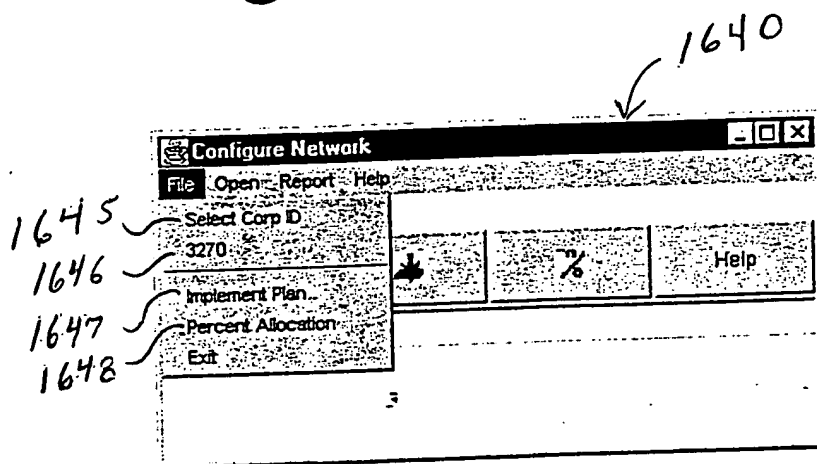 1640
Configure Network
File Open Report Help
1645 Select Corp ID
1646 3270
Help
1647 Implement Plan...
1648 Percent Allocation
Exit